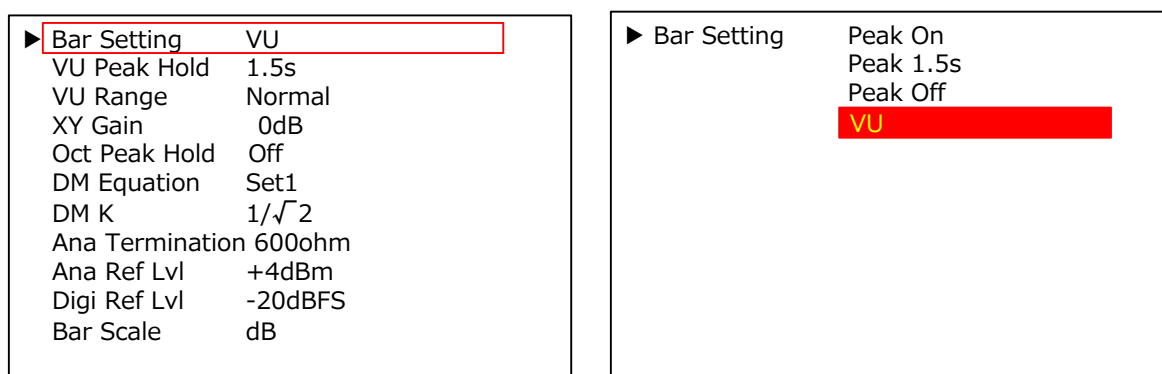 ▶ Bar Setting VU
VU Peak Hold 1.5s
VU Range Normal
XY Gain 0dB
Oct Peak Hold Off
DM Equation Set1
DM K 1/√2
Ana Termination 600ohm
Ana Ref Lvl +4dBm
Digi Ref Lvl -20dBFS
Bar Scale dB
▶ Bar Setting Peak On
Peak 1.5s
Peak Off
VU